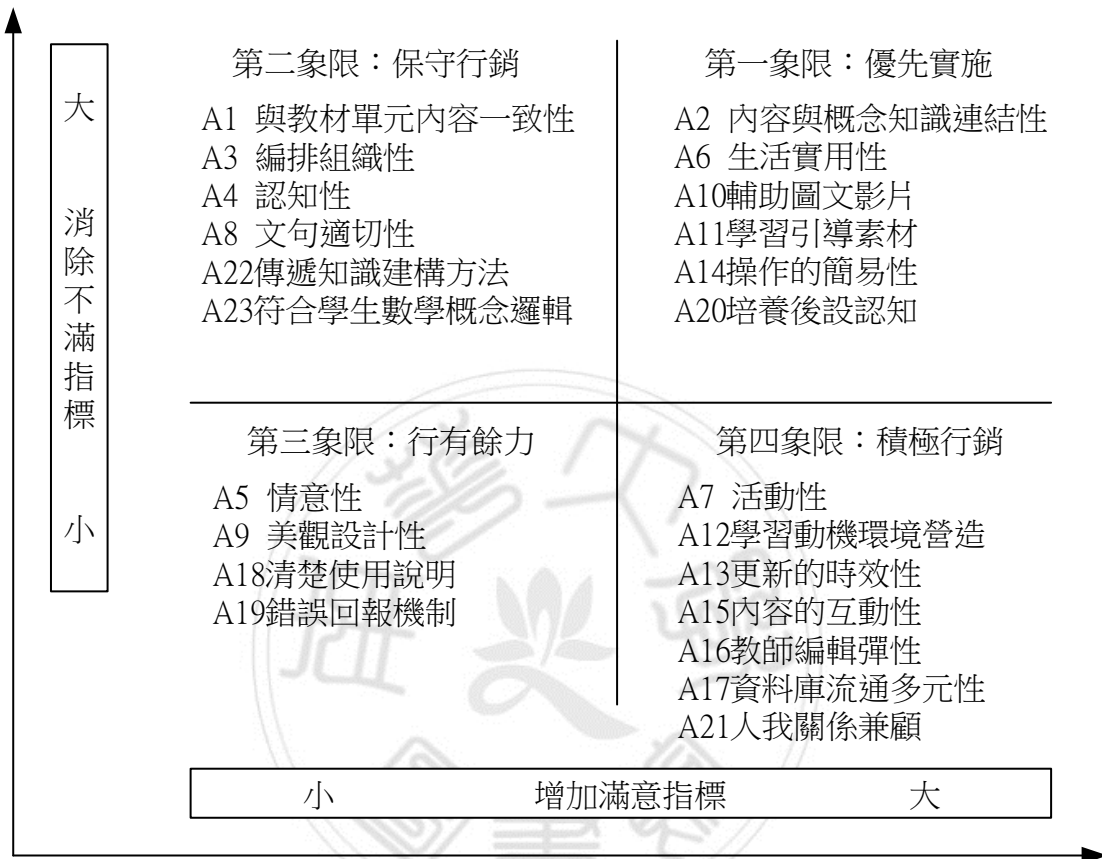 大
消除不滿指標
小
第二象限：保守行銷
A1 與教材單元內容一致性
A3 編排組織性
A4 認知性
A8 文句適切性
A22傳遞知識建構方法
A23符合學生數學概念邏輯
第一象限：優先實施
A2 內容與概念知識連結性
A6 生活實用性
A10輔助圖文影片
A11學習引導素材
A14操作的簡易性
A20培養後設認知
第三象限：行有餘力
A5 情意性
A9 美觀設計性
A18清楚使用說明
A19錯誤回報機制
第四象限：積極行銷
A7 活動性
A12學習動機環境營造
A13更新的時效性
A15內容的互動性
A16教師編輯彈性
A17資料庫流通多元性
A21人我關係兼顧
小 增加滿意指標 大